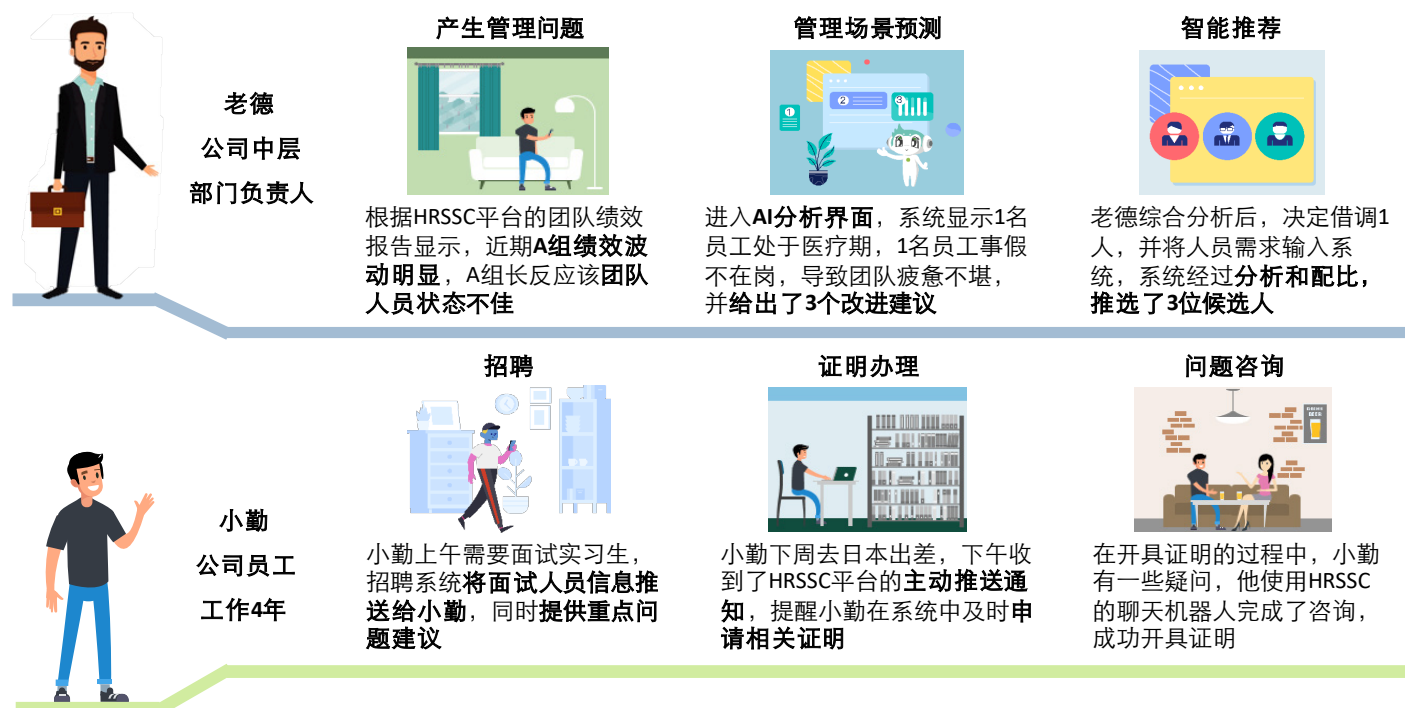 老德
公司中层
部门负责人
产生管理问题
根据HRSSC平台的团队绩效
报告显示，近期A组绩效波
动明显，A组长反应该团队
人员状态不佳
管理场景预测
1
2
3
进入AI分析界面，系统显示1名
员工处于医疗期，1名员工事假
不在岗，导致团队疲惫不堪，
并给出了3个改进建议
智能推荐
老德综合分析后，决定借调1
人，并将人员需求输入系
统，系统经过分析和配比，
推选了3位候选人
小勤
公司员工
工作4年
招聘
小勤上午需要面试实习生，
招聘系统将面试人员信息推
送给小勤，同时提供重点问
题建议
证明办理
小勤下周去日本出差，下午收
到了HRSSC平台的主动推送通
知，提醒小勤在系统中及时申
请相关证明
问题咨询
在开具证明的过程中，小勤
有一些疑问，他使用HRSSC
的聊天机器人完成了咨询，
成功开具证明